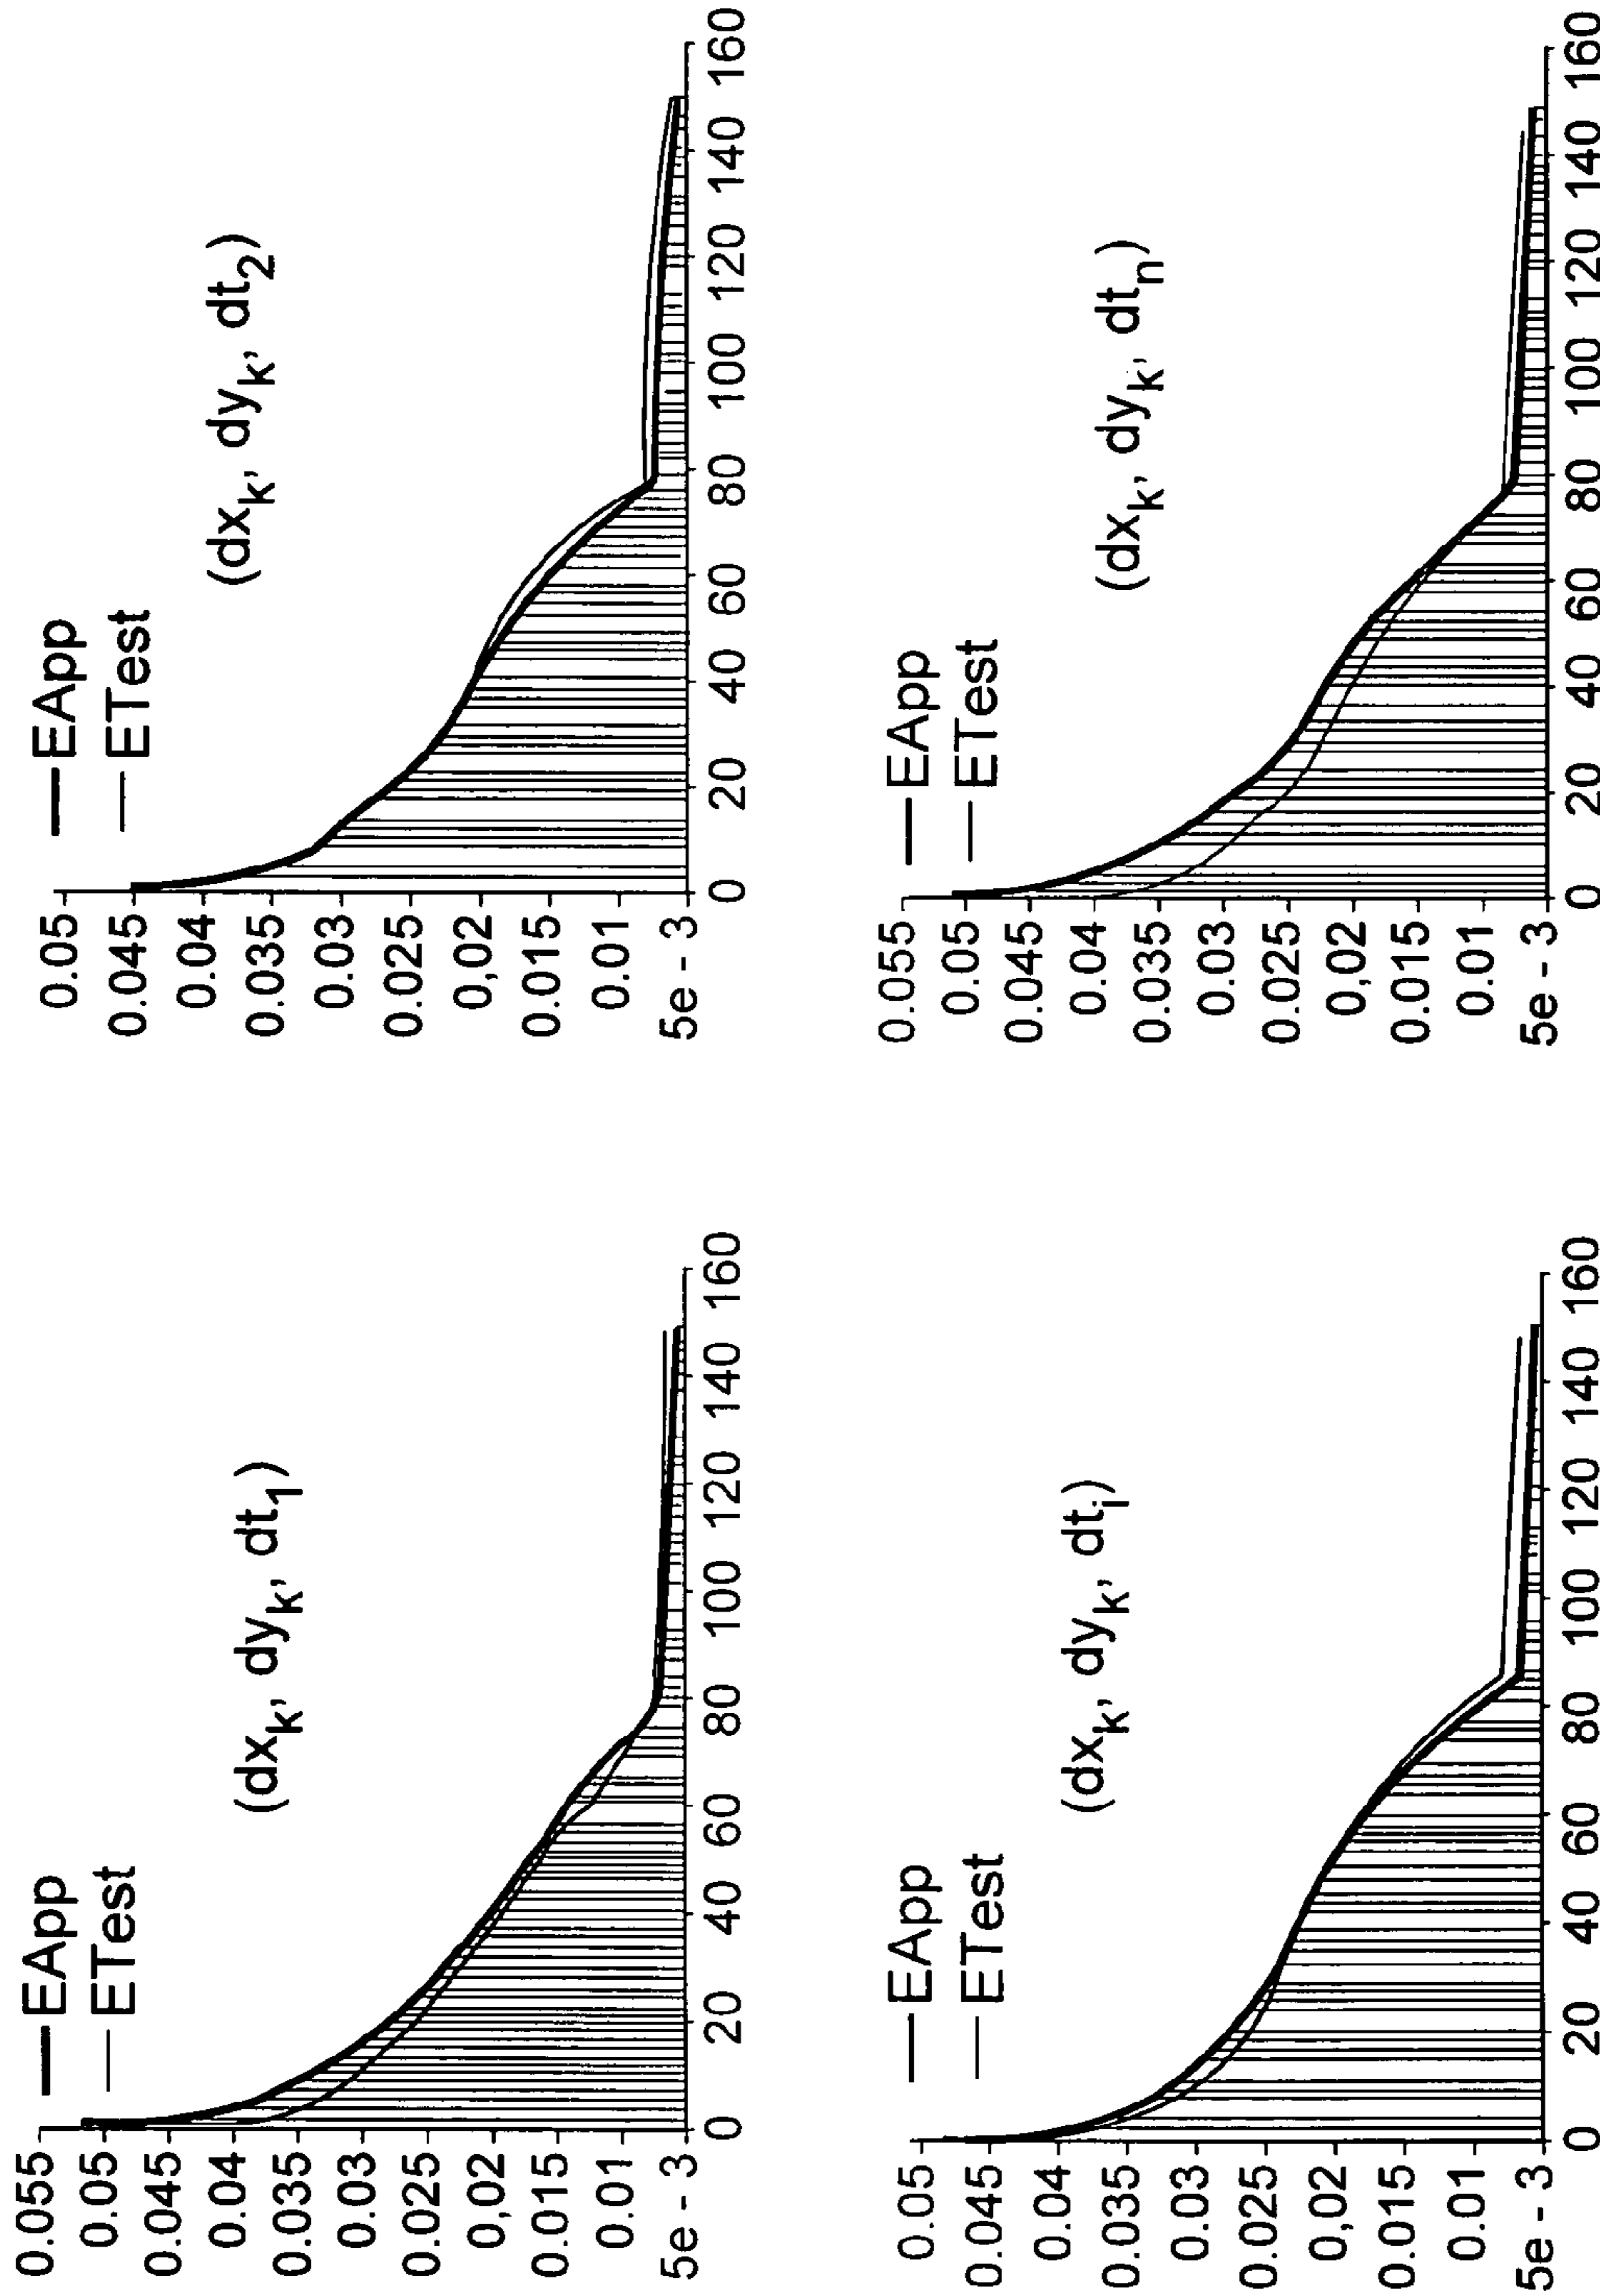 EApp
ETest
(dx_k, dy_k, dt_1)
0.055
0.05
0.045
0.04
0.035
0.03
0.025
0,02
0.015
0.01
5e - 3
0 20 40 60 80 100 120 140 160
EApp
ETest
(dx_k, dy_k, dt_2)
0.05
0.045
0.04
0.035
0.03
0.025
0,02
0.015
0.01
5e - 3
0 20 40 60 80 100 120 140 160
EApp
ETest
(dx_k, dy_k, dt_i)
0.05
0.045
0.04
0.035
0.03
0.025
0,02
0.015
0.01
5e - 3
0 20 40 60 80 100 120 140 160
EApp
ETest
(dx_k, dy_k, dt_n)
0.055
0.05
0.045
0.04
0.035
0.03
0.025
0,02
0.015
0.01
5e - 3
0 20 40 60 80 100 120 140 160